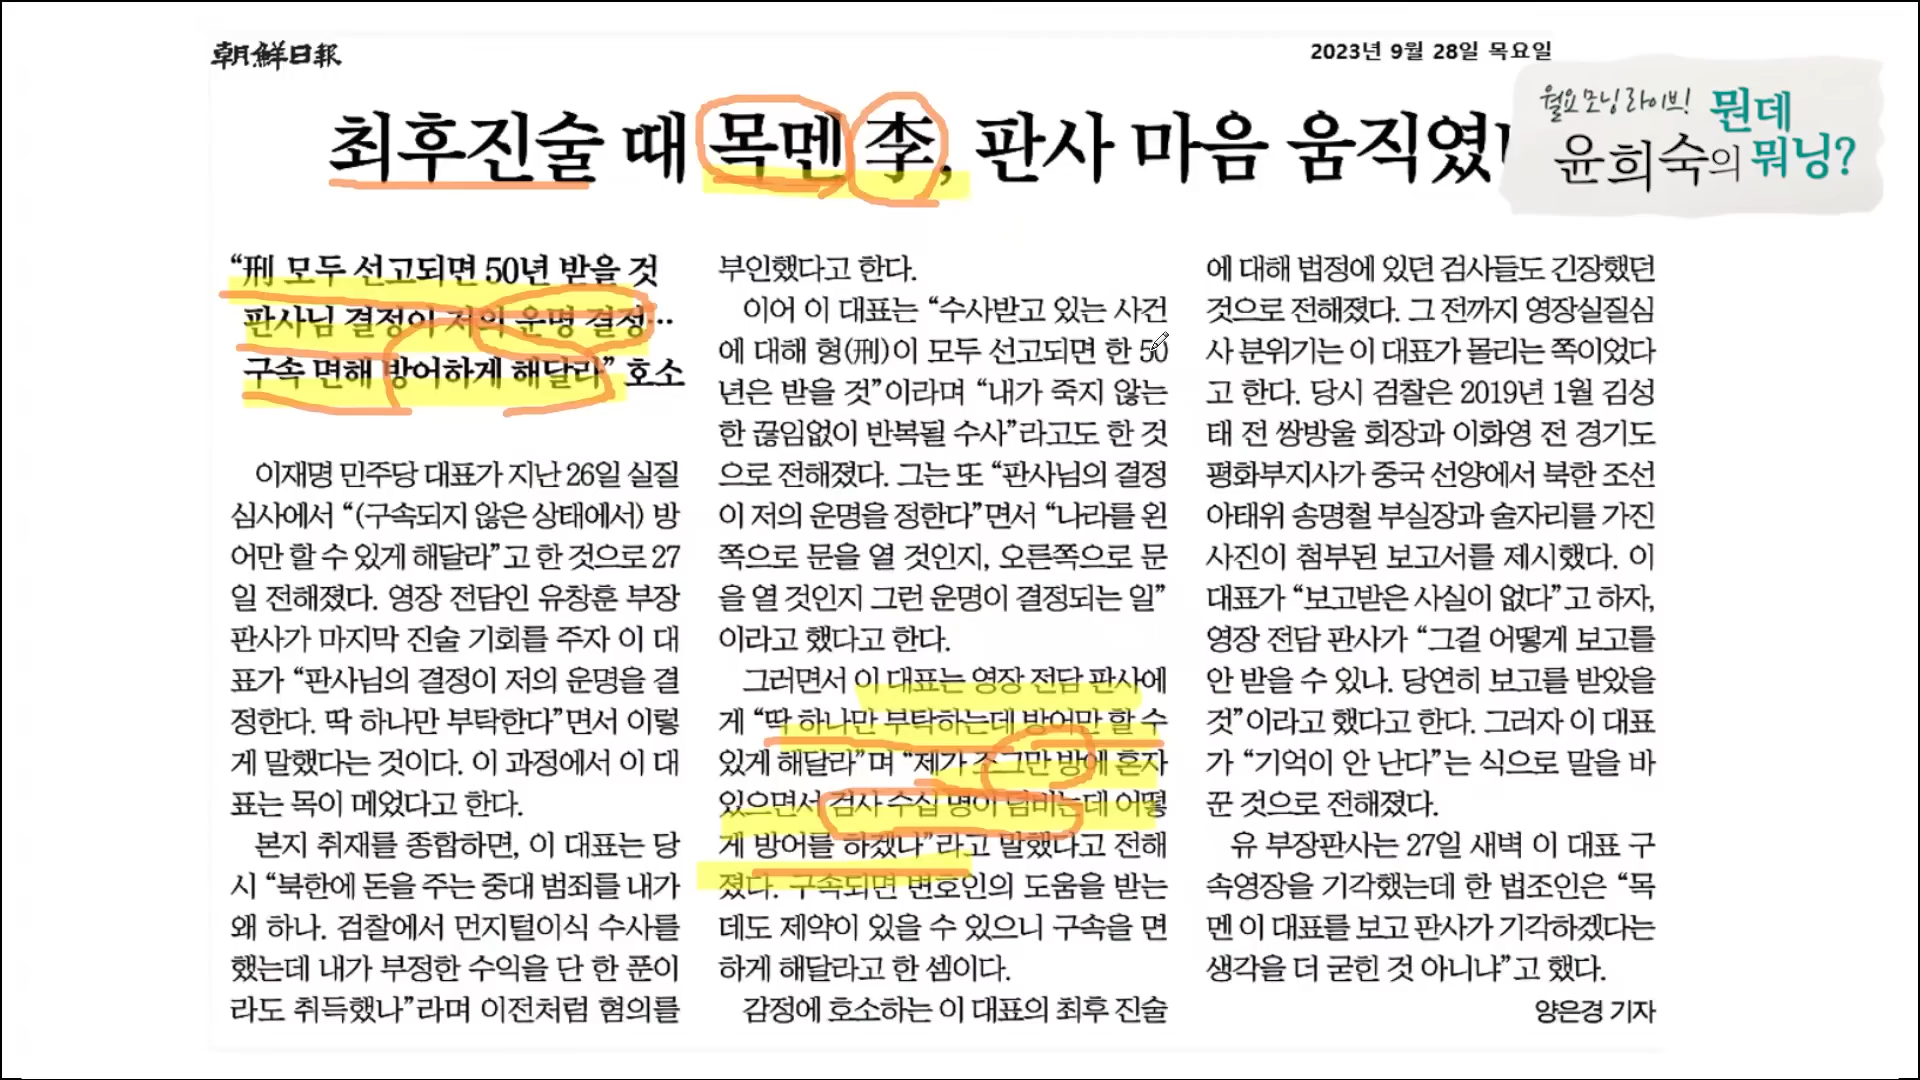 朝鮮日報
2023년 9월 28일 목요일
월요 모닝 라이브!
뭔데
윤희숙의 뭐닝?
최후진술 때 목멘 李, 판사 마음 움직였
“刑 모두 선고되면 50년 받을 것
판사님 결정이 저의 운명 결정…
구속 면해 방어하게 해달라” 호소
이재명 민주당 대표가 지난 26일 실질
심사에서 “(구속되지 않은 상태에서) 방
어만 할 수 있게 해달라”고 한 것으로 27
일 전해졌다. 영장 전담인 유창훈 부장
판사가 마지막 진술 기회를 주자 이 대
표가 “판사님의 결정이 저의 운명을 결
정한다. 딱 하나만 부탁한다”면서 이렇
게 말했다는 것이다. 이 과정에서 이 대
표는 목이 메었다고 한다.
본지 취재를 종합하면, 이 대표는 당
시 “북한에 돈을 주는 중대 범죄를 내가
왜 하나. 검찰에서 먼지털이식 수사를
했는데 내가 부정한 수익을 단 한 푼이
라도 취득했나”라며 이전처럼 혐의를
부인했다고 한다.
이어 이 대표는 “수사받고 있는 사건
에 대해 형(刑)이 모두 선고되면 한 50
년은 받을 것”이라며 “내가 죽지 않는
한 끊임없이 반복될 수사”라고도 한 것
으로 전해졌다. 그는 또 “판사님의 결정
이 저의 운명을 정한다”면서 “나라를 왼
쪽으로 문을 열 것인지, 오른쪽으로 문
을 열 것인지 그런 운명이 결정되는 일”
이라고 했다고 한다.
그러면서 이 대표는 영장 전담 판사에
게 “딱 하나만 부탁하는데 방어만 할 수
있게 해달라”며 “제가 조그만 방에 혼자
있으면서 검사 수십 명이 덤비는데 어떻
게 방어를 하겠나”라고 말했다고 전해
졌다. 구속되면 변호인의 도움을 받는
데도 제약이 있을 수 있으니 구속을 면
하게 해달라고 한 셈이다.
감정에 호소하는 이 대표의 최후 진술
에 대해 법정에 있던 검사들도 긴장했던
것으로 전해졌다. 그 전까지 영장실질심
사 분위기는 이 대표가 몰리는 쪽이었다
고 한다. 당시 검찰은 2019년 1월 김성
태 전 쌍방울 회장과 이화영 전 경기도
평화부지사가 중국 선양에서 북한 조선
아태위 송명철 부실장과 술자리를 가진
사진이 첨부된 보고서를 제시했다. 이
대표가 “보고받은 사실이 없다”고 하자,
영장 전담 판사가 “그걸 어떻게 보고를
안 받을 수 있나. 당연히 보고를 받았을
것”이라고 했다고 한다. 그러자 이 대표
가 “기억이 안 난다”는 식으로 말을 바
꾼 것으로 전해졌다.
유 부장판사는 27일 새벽 이 대표 구
속영장을 기각했는데 한 법조인은 “목
멘 이 대표를 보고 판사가 기각하겠다는
생각을 더 굳힌 것 아니냐”고 했다.
양은경 기자